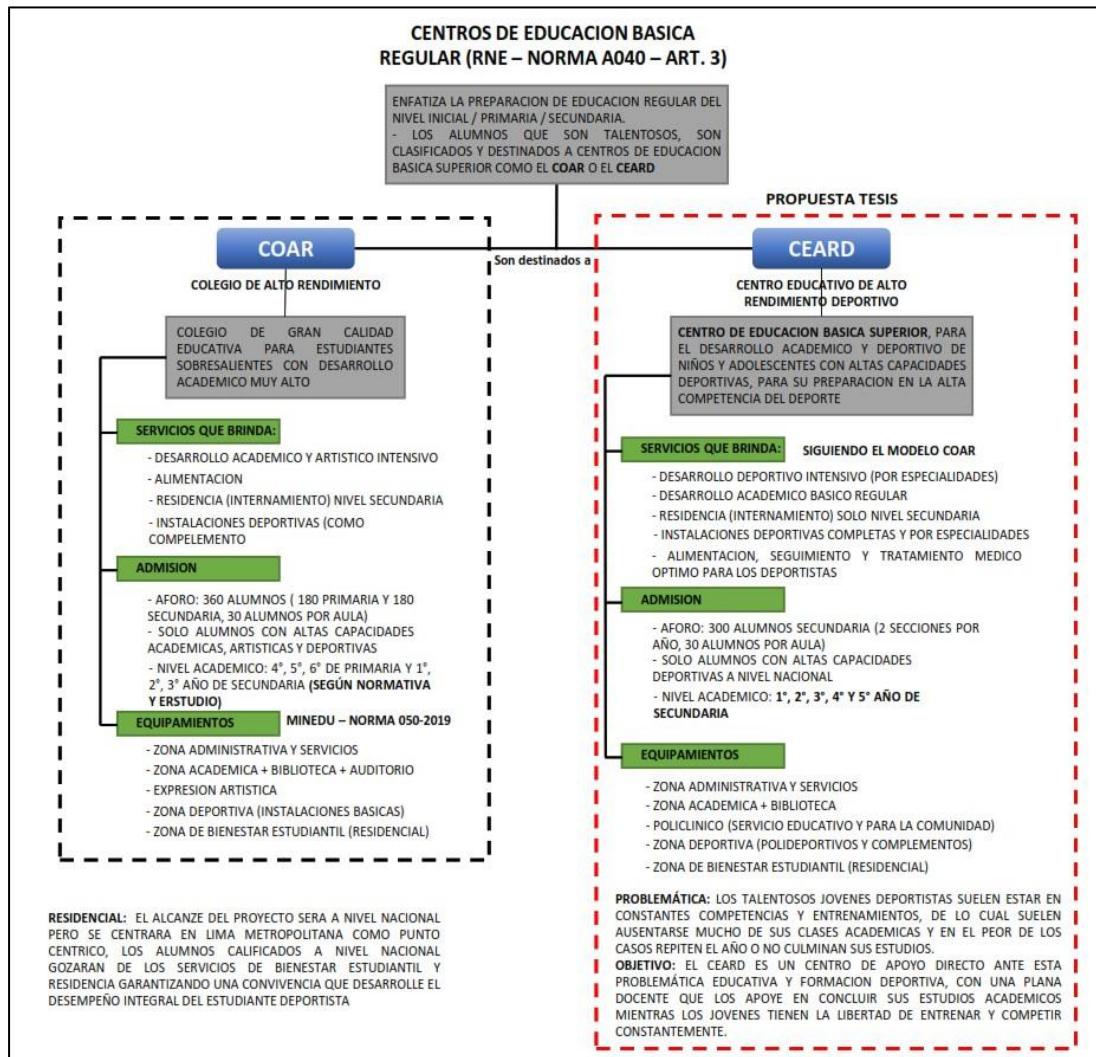 CENTROS DE EDUCACION BASICA
REGULAR (RNE – NORMA A040 – ART. 3)
ENFATIZA LA PREPARACION DE EDUCACION REGULAR DEL
NIVEL INICIAL / PRIMARIA / SECUNDARIA.
- LOS ALUMNOS QUE SON TALENTOSOS, SON
CLASIFICADOS Y DESTINADOS A CENTROS DE EDUCACION
BASICA SUPERIOR COMO EL COAR O EL CEARD
PROPUESTA TESIS
COAR
Son destinados a
CEARD
COLEGIO DE ALTO RENDIMIENTO
COLEGIO DE GRAN CALIDAD
EDUCATIVA PARA ESTUDIANTES
SOBRESALIENTES CON DESARROLLO
ACADEMICO MUY ALTO
SERVICIOS QUE BRINDA:
- DESARROLLO ACADEMICO Y ARTISTICO INTENSIVO
- ALIMENTACION
- RESIDENCIA (INTERNAMIENTO) NIVEL SECUNDARIA
- INSTALACIONES DEPORTIVAS (COMO
COMPELEMENTO
ADMISION
- AFORO: 360 ALUMNOS ( 180 PRIMARIA Y 180
SECUNDARIA, 30 ALUMNOS POR AULA)
- SOLO ALUMNOS CON ALTAS CAPACIDADES
ACADEMICAS, ARTISTICAS Y DEPORTIVAS
- NIVEL ACADEMICO: 4°, 5°, 6° DE PRIMARIA Y 1°,
2°, 3° AÑO DE SECUNDARIA (SEGÚN NORMATIVA
Y ERSTUDIO)
EQUIPAMIENTOS MINEDU – NORMA 050-2019
- ZONA ADMINISTRATIVA Y SERVICIOS
- ZONA ACADEMICA + BIBLIOTECA + AUDITORIO
- EXPRESION ARTISTICA
- ZONA DEPORTIVA (INSTALACIONES BASICAS)
- ZONA DE BIENESTAR ESTUDIANTIL (RESIDENCIAL)
CENTRO EDUCATIVO DE ALTO
RENDIMIENTO DEPORTIVO
CENTRO DE EDUCACION BASICA SUPERIOR, PARA
EL DESARROLLO ACADEMICO Y DEPORTIVO DE
NIÑOS Y ADOLESCENTES CON ALTAS CAPACIDADES
DEPORTIVAS, PARA SU PREPARACION EN LA ALTA
COMPETENCIA DEL DEPORTE
SERVICIOS QUE BRINDA: SIGUIENDO EL MODELO COAR
- DESARROLLO DEPORTIVO INTENSIVO (POR ESPECIALIDADES)
- DESARROLLO ACADEMICO BASICO REGULAR
- RESIDENCIA (INTERNAMIENTO) SOLO NIVEL SECUNDARIA
- INSTALACIONES DEPORTIVAS COMPLETAS Y POR ESPECIALIDADES
- ALIMENTACION, SEGUIMIENTO Y TRATAMIENTO MEDICO
OPTIMO PARA LOS DEPORTISTAS
ADMISION
- AFORO: 300 ALUMNOS SECUNDARIA (2 SECCIONES POR
AÑO, 30 ALUMNOS POR AULA)
- SOLO ALUMNOS CON ALTAS CAPACIDADES
DEPORTIVAS A NIVEL NACIONAL
- NIVEL ACADEMICO: 1°, 2°, 3°, 4° Y 5° AÑO DE
SECUNDARIA
EQUIPAMIENTOS
- ZONA ADMINISTRATIVA Y SERVICIOS
- ZONA ACADEMICA + BIBLIOTECA
- POLICLINICO (SERVICIO EDUCATIVO Y PARA LA COMUNIDAD)
- ZONA DEPORTIVA (POLIDEPORTIVOS Y COMPLEMENTOS)
- ZONA DE BIENESTAR ESTUDIANTIL (RESIDENCIAL)
RESIDENCIAL: EL ALCANZE DEL PROYECTO SERA A NIVEL NACIONAL
PERO SE CENTRARA EN LIMA METROPOLITANA COMO PUNTO
CENTRICO, LOS ALUMNOS CALIFICADOS A NIVEL NACIONAL
GOZARAN DE LOS SERVICIOS DE BIENESTAR ESTUDIANTIL Y
RESIDENCIA GARANTIZANDO UNA CONVIVENCIA QUE DESARROLLE EL
DESEMPEÑO INTEGRAL DEL ESTUDIANTE DEPORTISTA
PROBLEMÁTICA: LOS TALENTOSOS JOVENES DEPORTISTAS SUELEN ESTAR EN
CONSTANTES COMPETENCIAS Y ENTRENAMIENTOS, DE LO CUAL SUELEN
AUSENTARSE MUCHO DE SUS CLASES ACADEMICAS Y EN EL PEOR DE LOS
CASOS REPITEN EL AÑO O NO CULMINAN SUS ESTUDIOS.
OBJETIVO: EL CEARD ES UN CENTRO DE APOYO DIRECTO ANTE ESTA
PROBLEMÁTICA EDUCATIVA Y FORMACION DEPORTIVA, CON UNA PLANA
DOCENTE QUE LOS APOYE EN CONCLUIR SUS ESTUDIOS ACADEMICOS
MIENTRAS LOS JOVENES TIENEN LA LIBERTAD DE ENTRENAR Y COMPETIR
CONSTANTEMENTE.